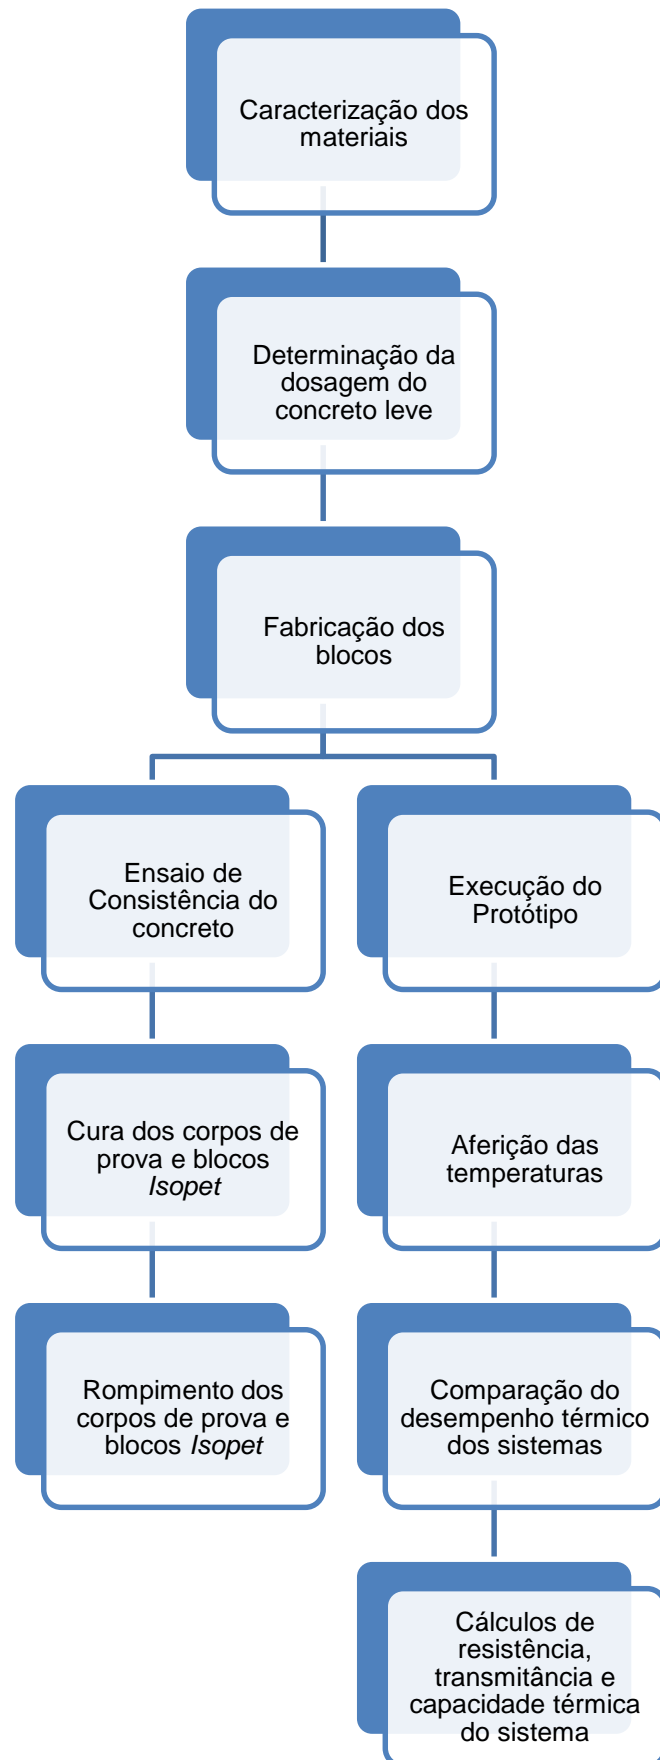 Caracterização dos
materiais
Determinação da
dosagem do
concreto leve
Fabricação dos
blocos
Ensaio de
Consistência do
concreto
Cura dos corpos de
prova e blocos
Isopet
Rompimento dos
corpos de prova e
blocos Isopet
Execução do
Protótipo
Aferição das
temperaturas
Comparação do
desempenho térmico
dos sistemas
Cálculos de
resistência,
transmitância e
capacidade térmica
do sistema